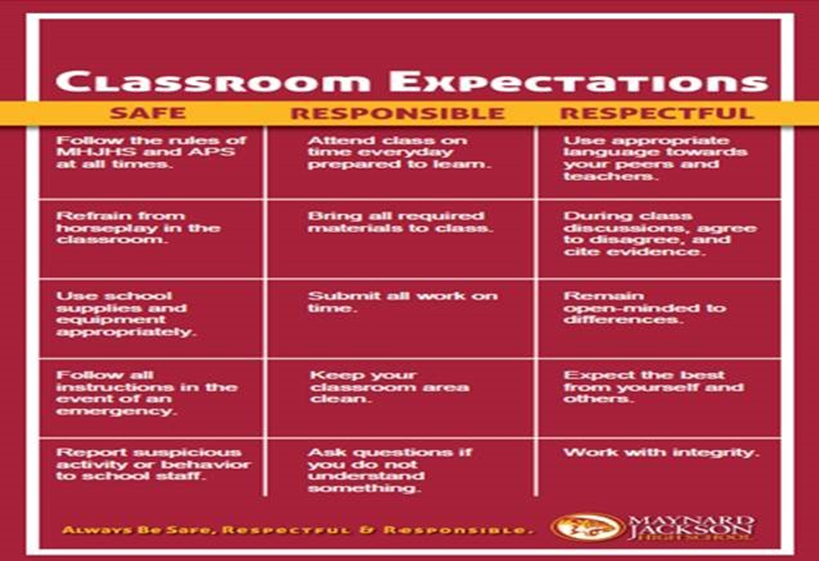 Classroom Expectations
SAFE
RESPONSIBLE
RESPECTFUL
Follow the rules of
MHJHS and APS
at all times.
Attend class on
time everyday
prepared to learn.
Use appropriate
language towards
your peers and
teachers.
Refrain from
horseplay in the
classroom.
Bring all required
materials to class.
During class
discussions, agree
to disagree, and
cite evidence.
Use school
supplies and
equipment
appropriately.
Submit all work on
time.
Remain
open-minded to
differences.
Follow all
instructions in the
event of an
emergency.
Keep your
classroom area
clean.
Expect the best
from yourself and
others.
Report suspicious
activity or behavior
to school staff.
Ask questions if
you do not
understand
something.
Work with integrity.
Always Be Safe, Respectful & Responsible.
MAYNARD
JACKSON
HIGH SCHOOL